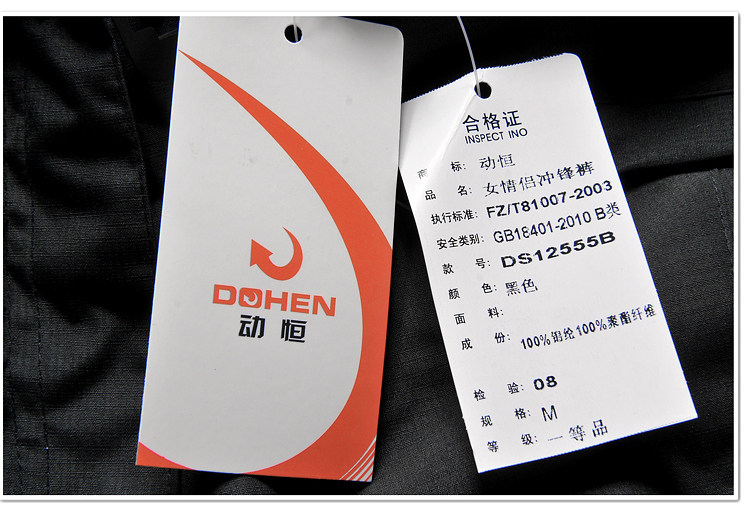 DOHEN
动恒
合格证
INSPECT INO
商 标: 动恒
品 名: 女情侣冲锋裤
执行标准: FZ/T81007-2003
安全类别: GB18401-2010 B类
款 号: DS12555B
颜 色: 黑色
面 料:
成 份: 100%锦纶100%聚酯纤维
检 验: 08
规 格: M
等 级: 一等品